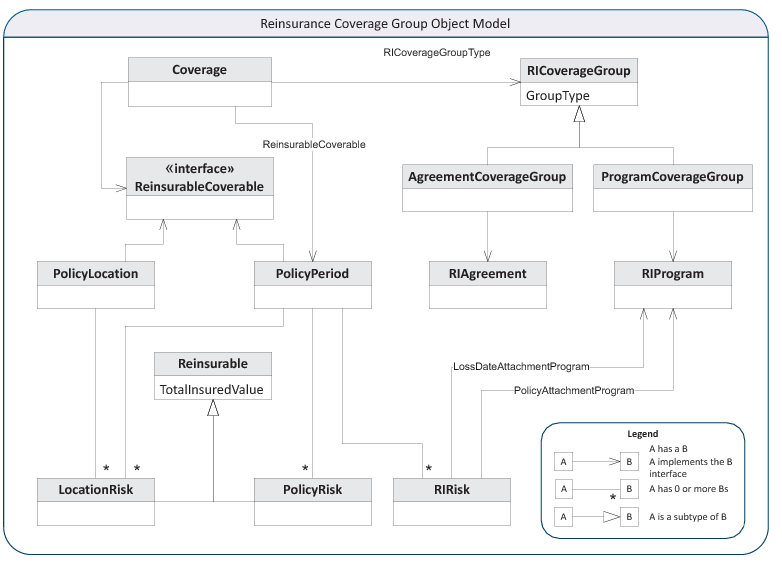 Reinsurance Coverage Group Object Model
RICoverageGroupType
Coverage
RICoverageGroup
GroupType
ReinsurableCoverable
«interface»
ReinsurableCoverable
AgreementCoverageGroup
ProgramCoverageGroup
PolicyLocation
PolicyPeriod
RIAgreement
RIProgram
Reinsurable
TotalInsuredValue
LossDateAttachmentProgram
PolicyAttachmentProgram
* * * *
LocationRisk
PolicyRisk
RIRisk
Legend
A B A has a B
A implements the B
interface
A B A has 0 or more Bs
*
A B A is a subtype of B